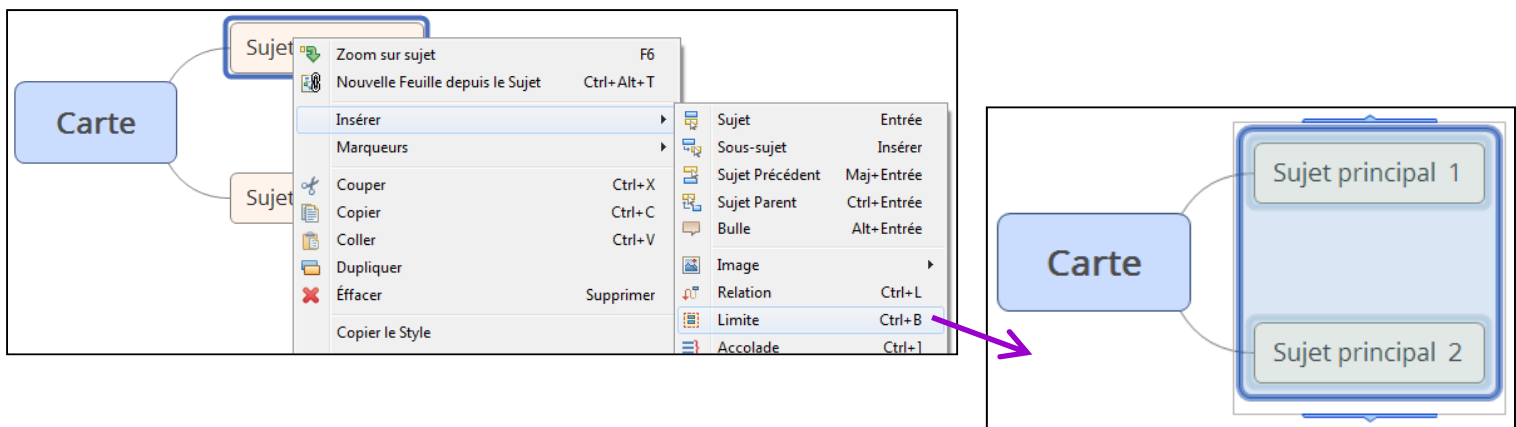 Carte
Sujet
Sujet
Zoom sur sujet F6
Nouvelle Feuille depuis le Sujet Ctrl+Alt+T
Insérer
Marqueurs
Couper Ctrl+X
Copier Ctrl+C
Coller Ctrl+V
Dupliquer
Éffacer Supprimer
Copier le Style
Sujet Entrée
Sous-sujet Insérer
Sujet Précédent Maj+Entrée
Sujet Parent Ctrl+Entrée
Bulle Alt+Entrée
Image
Relation Ctrl+L
Limite Ctrl+B
Accolade Ctrl+]
Carte
Sujet principal 1
Sujet principal 2